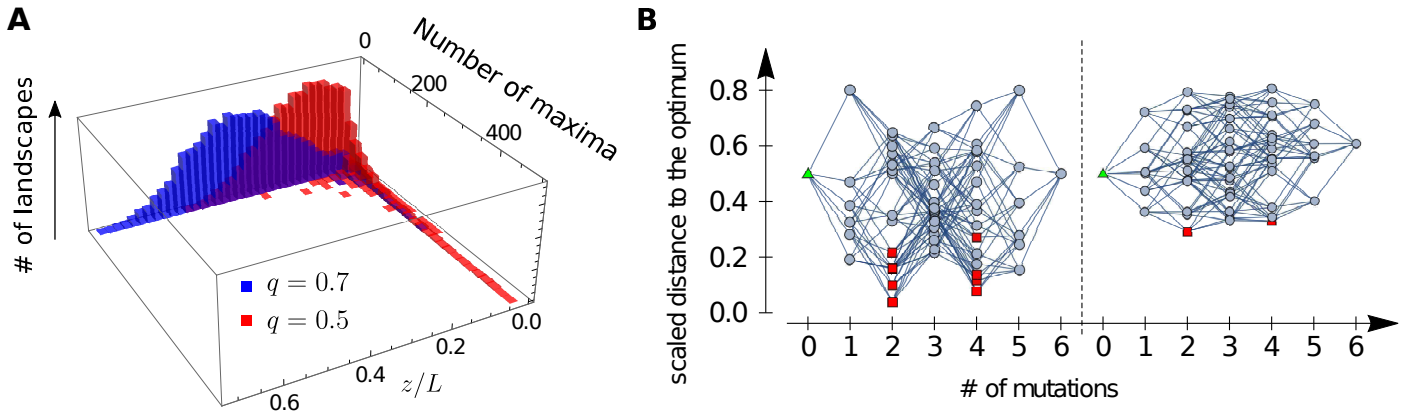 A
# of landscapes
Number of maxima
0
200
400
q = 0.7
q = 0.5
0.0
0.2
0.4
0.6
z/L
B
scaled distance to the optimum
0.8
0.6
0.4
0.2
0.0
0 1 2 3 4 5 6 0 1 2 3 4 5 6
# of mutations